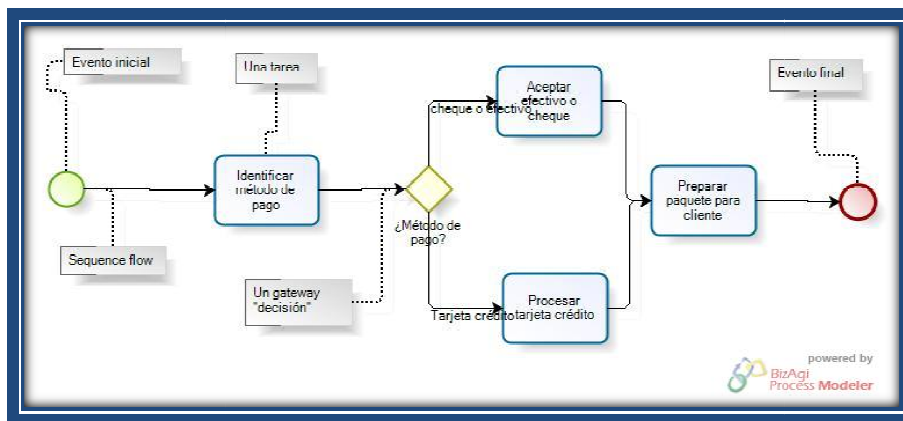 Evento inicial
Una tarea
Evento final
Aceptar
efectivo o
cheque
cheque o efectivo
Identificar
método de
pago
Preparar
paquete para
cliente
¿Método de
pago?
Sequence flow
Un gateway
"decisión"
Procesar
tarjeta crédito
Tarjeta crédito
powered by
BizAgi
Process Modeler